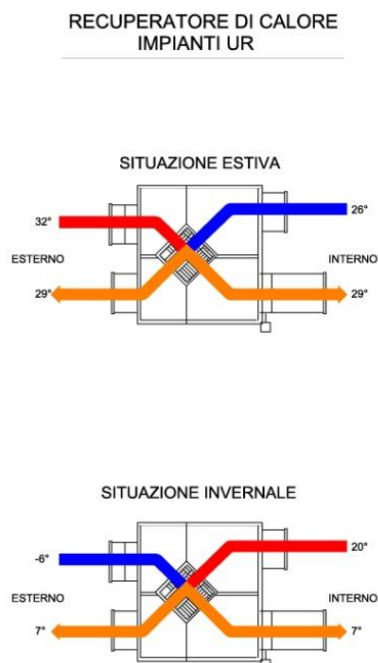 RECUPERATORE DI CALORE
IMPIANTI UR
SITUAZIONE ESTIVA
32°
26°
ESTERNO
INTERNO
29°
29°
SITUAZIONE INVERNALE
-6°
20°
ESTERNO
INTERNO
7°
7°